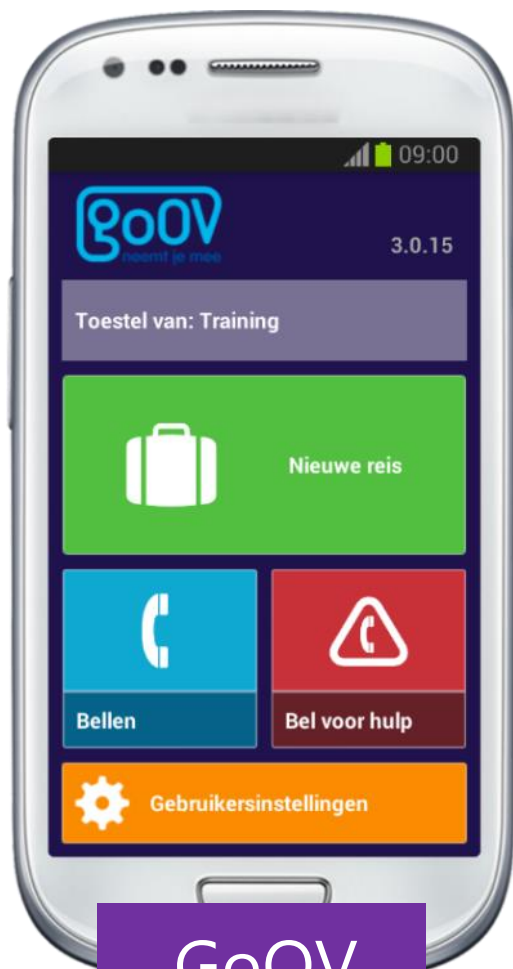 09:00
goOV
neemt je mee
3.0.15
Toestel van: Training
Nieuwe reis
Bellen
Bel voor hulp
Gebruikersinstellingen
GoOV